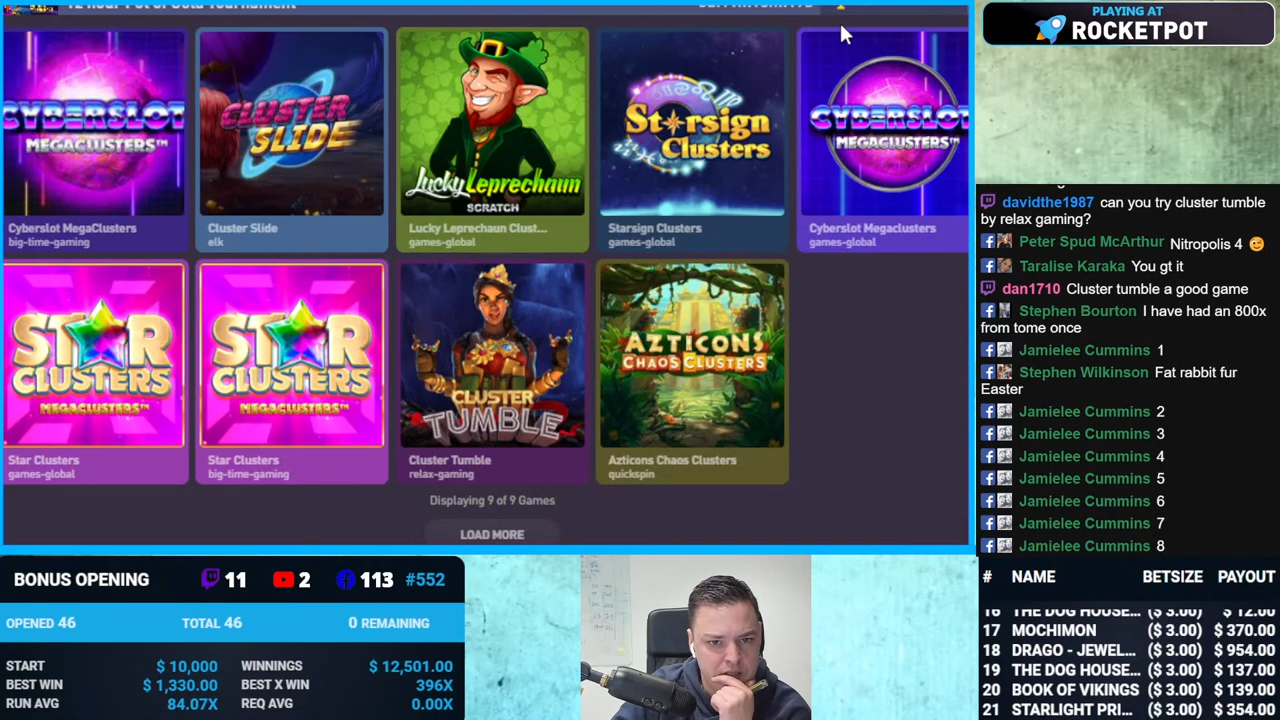 PLAYING AT
ROCKETPOT
CYBERSLOT
MEGACLUSTERS™
CLUSTER
SLIDE
Lucky Leprechaun
SCRATCH
Starsign
Clusters
CYBERSLOT
MEGACLUSTERS™
Cyberslot MegaClusters
big-time-gaming
Cluster Slide
elk
Lucky Leprechaun Clust...
games-global
Starsign Clusters
games-global
Cyberslot Megaclusters
games-global
STAR
CLUSTERS
MEGACLUSTERS™
STAR
CLUSTERS
MEGACLUSTERS™
CLUSTER
TUMBLE
AZTICONS
CHAOS CLUSTERS
Star Clusters
games-global
Star Clusters
big-time-gaming
Cluster Tumble
relax-gaming
Azticons Chaos Clusters
quickspin
Displaying 9 of 9 Games
LOAD MORE
davidthe1987 can you try cluster tumble
by relax gaming?
Peter Spud McArthur Nitropolis 4
Taralise Karaka You gt it
dan1710 Cluster tumble a good game
Stephen Bourton I have had an 800x
from tome once
Jamielee Cummins 1
Stephen Wilkinson Fat rabbit fur
Easter
Jamielee Cummins 2
Jamielee Cummins 3
Jamielee Cummins 4
Jamielee Cummins 5
Jamielee Cummins 6
Jamielee Cummins 7
Jamielee Cummins 8
BONUS OPENING 11 2 113 #552
OPENED 46 TOTAL 46 0 REMAINING
START $ 10,000 WINNINGS $ 12,501.00
BEST WIN $ 1,330.00 BEST X WIN 396X
RUN AVG 84.07X REQ AVG 0.00X
# NAME BETSIZE PAYOUT
16 THE DOG HOUSE... ($ 3.00) $ 12.00
17 MOCHIMON ($ 3.00) $ 370.00
18 DRAGO - JEWEL... ($ 3.00) $ 954.00
19 THE DOG HOUSE... ($ 3.00) $ 137.00
20 BOOK OF VIKINGS ($ 3.00) $ 139.00
21 STARLIGHT PRI... ($ 3.00) $ 354.00